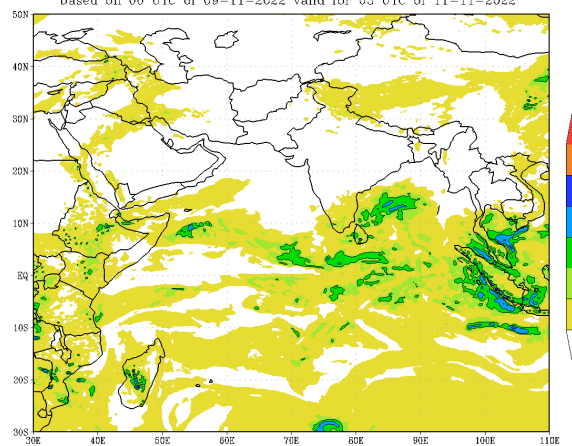 Based on 00 UTC of 09-11-2022 valid for 03 UTC of 11-11-2022
50N
40N
30N
20N
10N
EQ
10S
20S
30S
30E 40E 50E 60E 70E 80E 90E 100E 110E